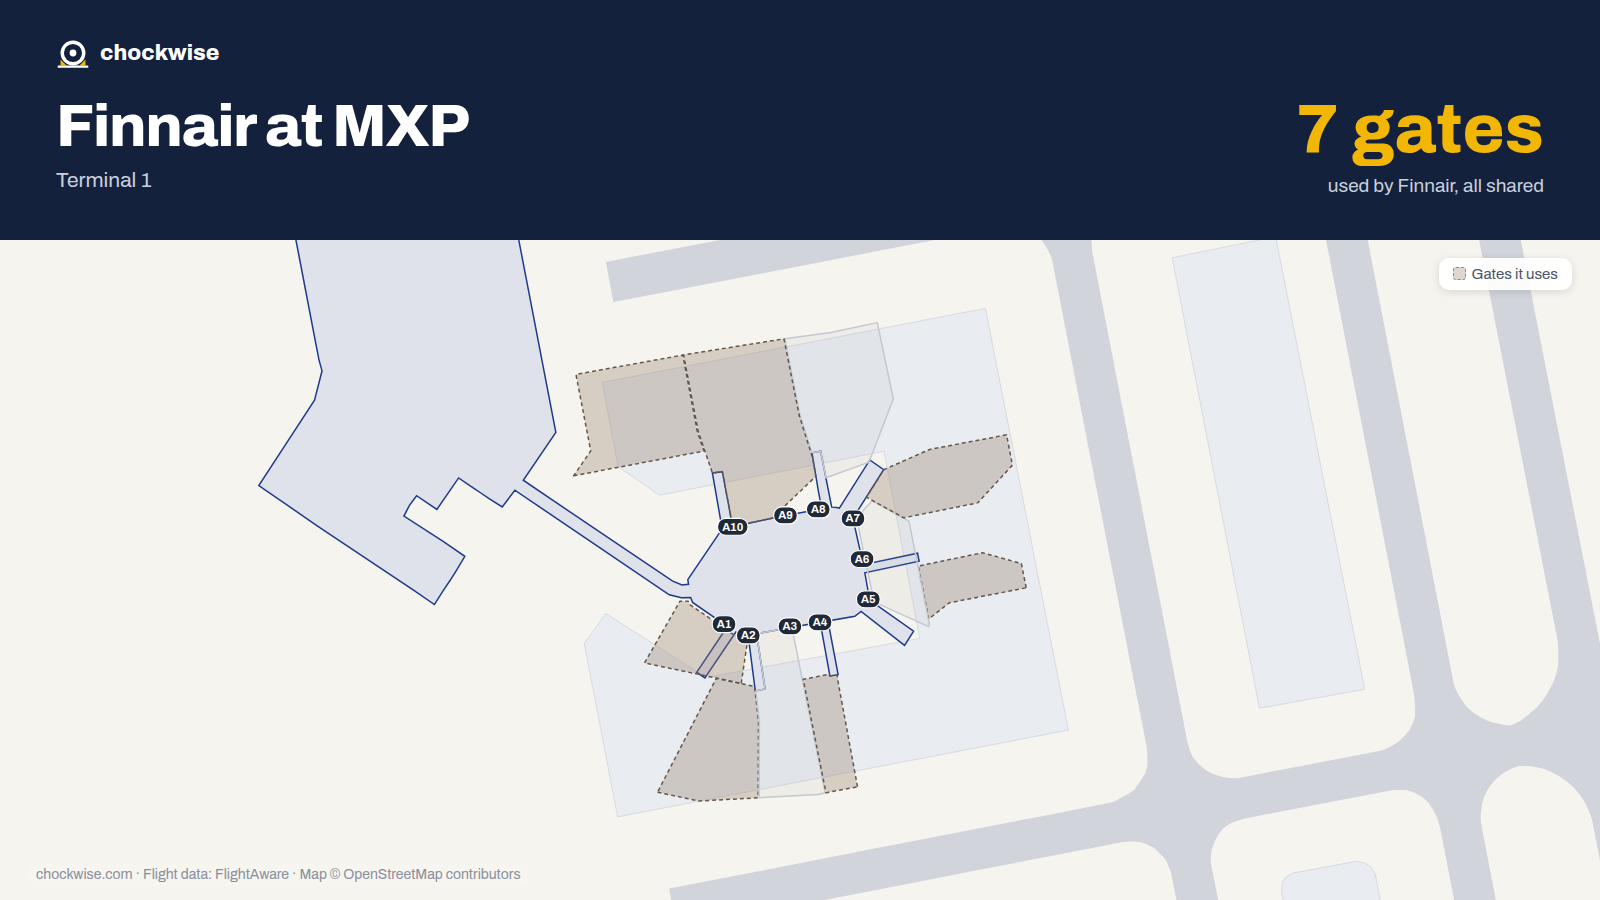 chockwise
Finnair at MXP
Terminal 1
7 gates
used by Finnair, all shared
Gates it uses
A10
A9
A8
A7
A6
A5
A1
A2
A3
A4
chockwise.com · Flight data: FlightAware · Map © OpenStreetMap contributors